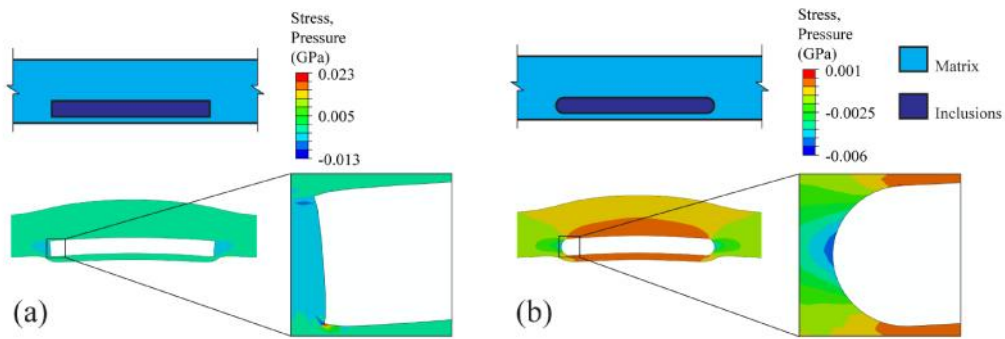 Stress,
Pressure
(GPa)
0.023
0.005
-0.013
Stress,
Pressure
(GPa)
0.001
-0.0025
-0.006
Matrix
Inclusions
(a)
(b)